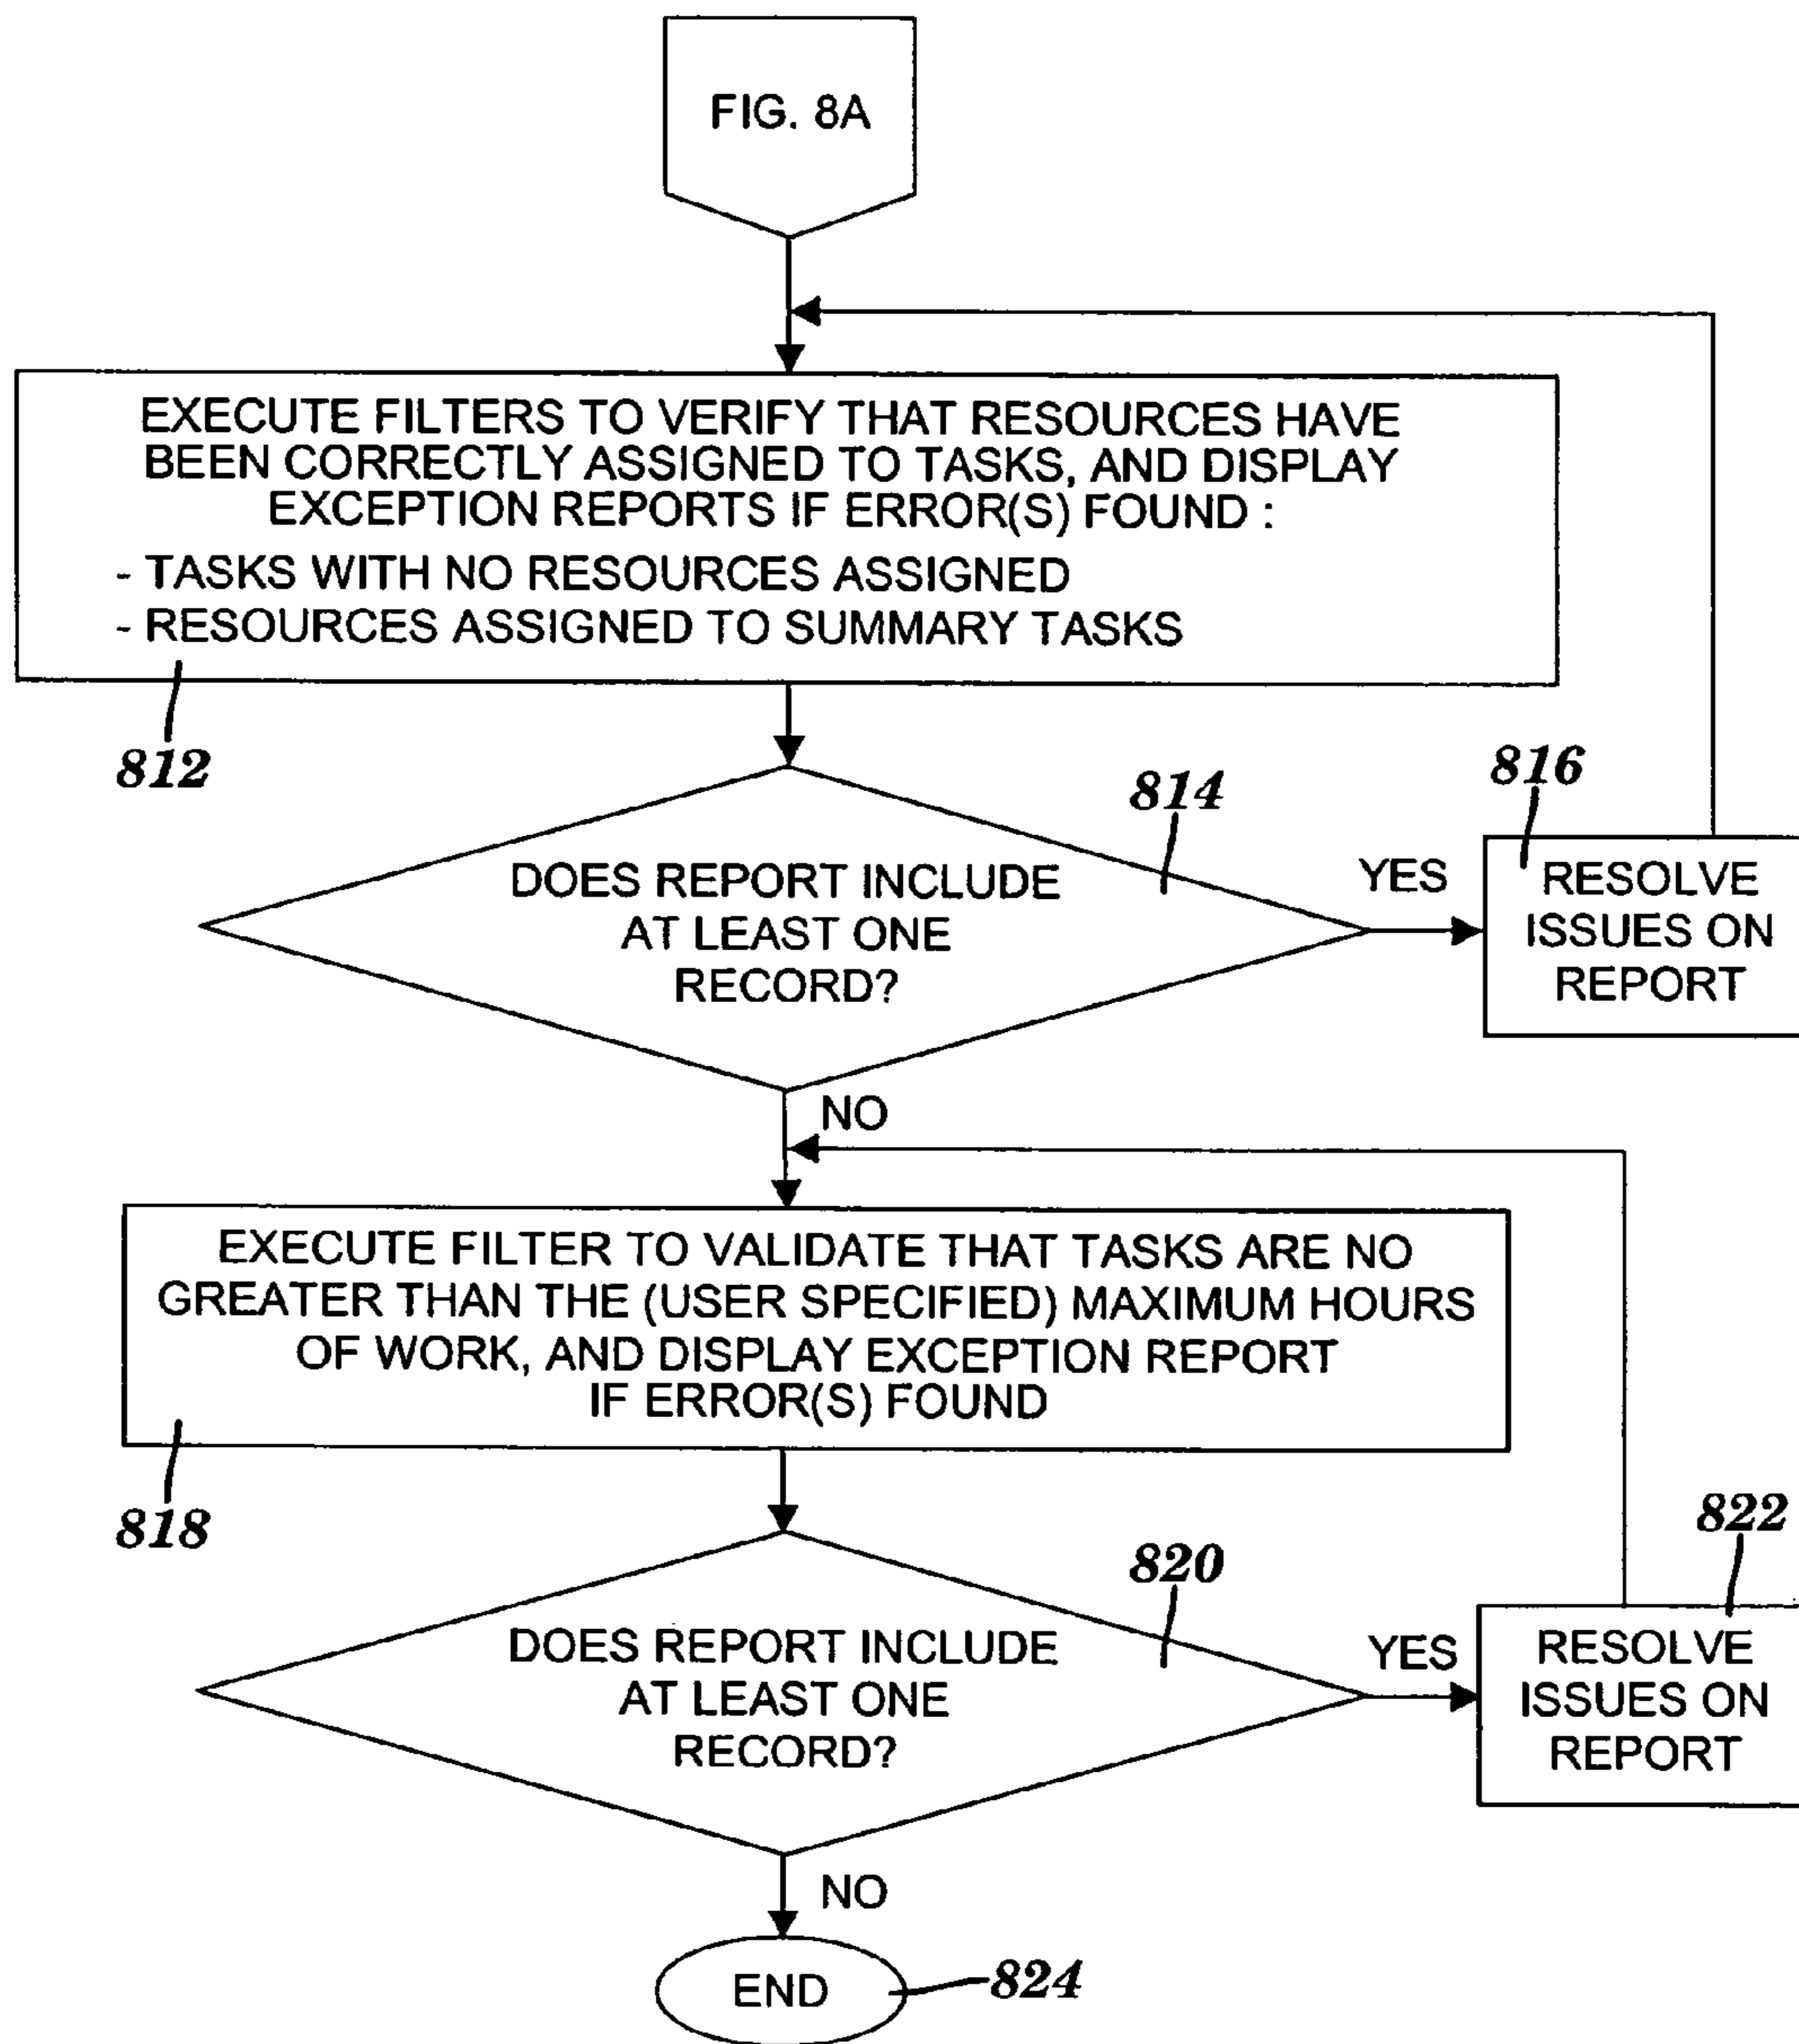 FIG. 8A
EXECUTE FILTERS TO VERIFY THAT RESOURCES HAVE
BEEN CORRECTLY ASSIGNED TO TASKS, AND DISPLAY
EXCEPTION REPORTS IF ERROR(S) FOUND :
- TASKS WITH NO RESOURCES ASSIGNED
- RESOURCES ASSIGNED TO SUMMARY TASKS
812
814
816
DOES REPORT INCLUDE
AT LEAST ONE
RECORD?
YES
RESOLVE
ISSUES ON
REPORT
NO
EXECUTE FILTER TO VALIDATE THAT TASKS ARE NO
GREATER THAN THE (USER SPECIFIED) MAXIMUM HOURS
OF WORK, AND DISPLAY EXCEPTION REPORT
IF ERROR(S) FOUND
818
820
822
DOES REPORT INCLUDE
AT LEAST ONE
RECORD?
YES
RESOLVE
ISSUES ON
REPORT
NO
END
824